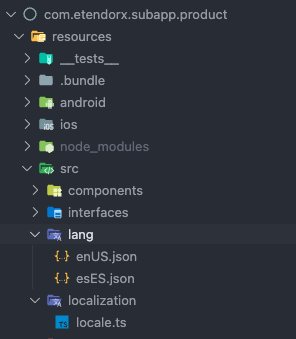 com.etendorx.subapp.product
resources
__tests__
.bundle
android
ios
node_modules
src
components
interfaces
lang
enUS.json
esES.json
localization
locale.ts